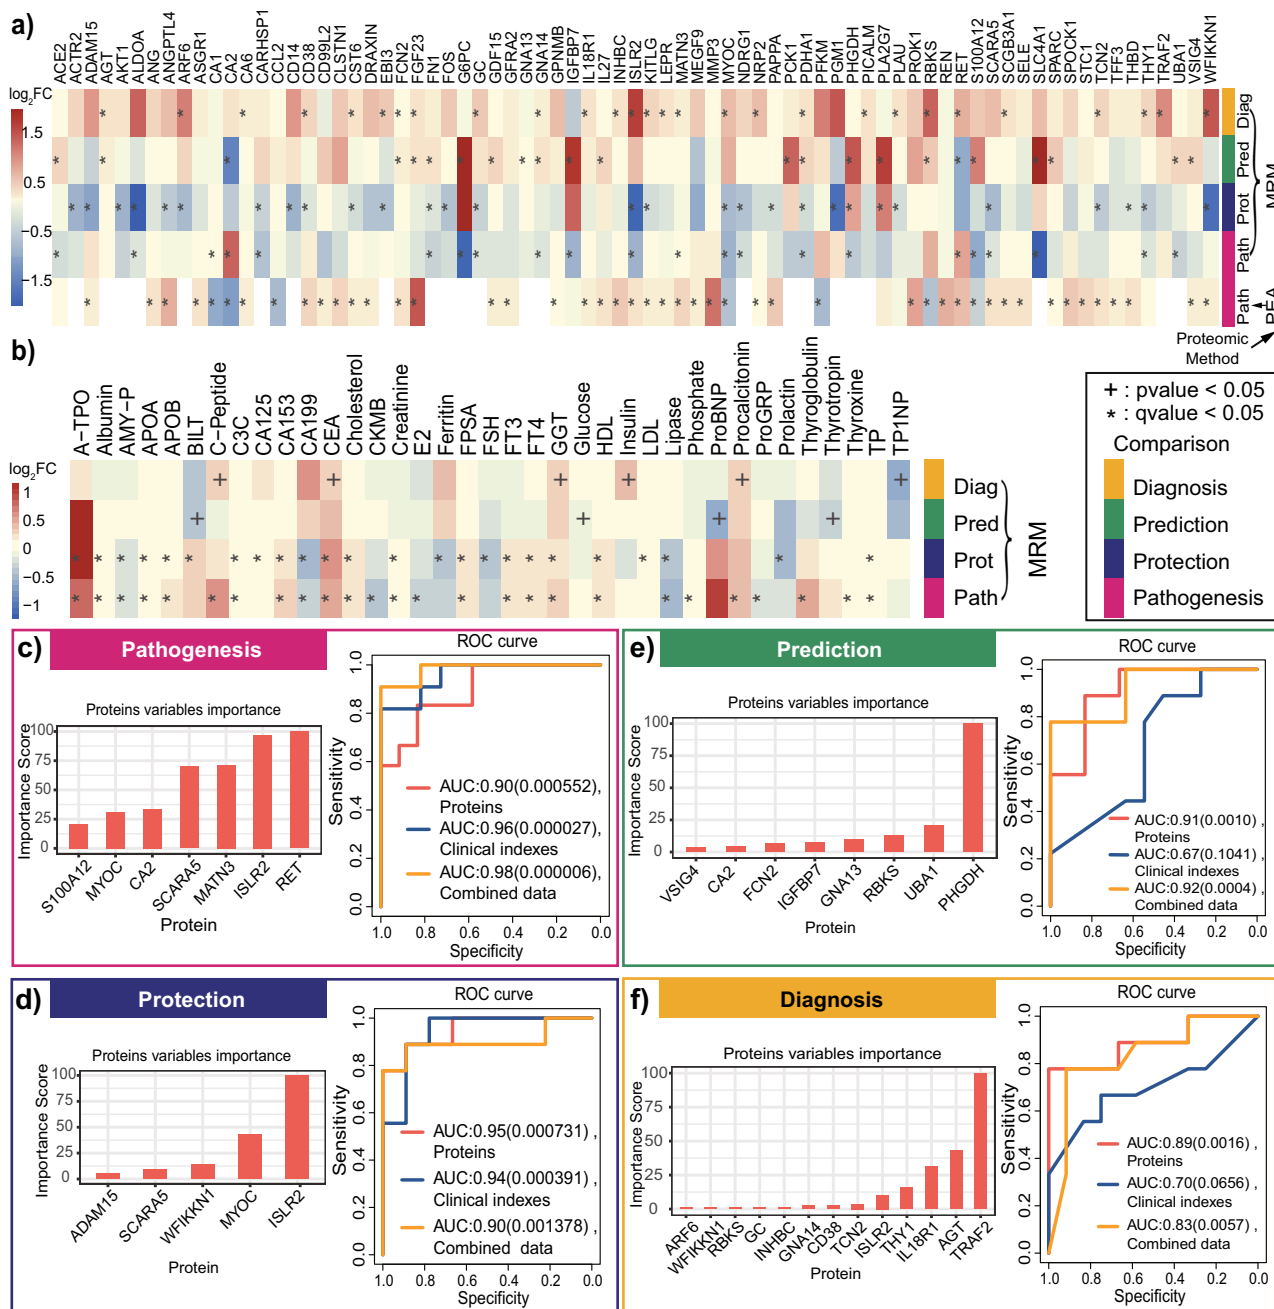 a)
ACE2 ACTR2 ADAM15 AGT AKT1 ALDOA ANG ANGPTL4 ARF6 ASGR1 CA1 CA2 CA6 CARHSP1 CCL2 CD14 CD38 CD99L2 CLSTN1 CST6 DRAXIN EBI3 FCN2 FGF23 FN1 FOS G6PC GC GDF15 GFRA2 GNA13 GNA14 GPNMB IGFBP7 IL18R1 IL27 INHBC ISLR2 KITLG LEPR MATN3 MEGF9 MMP3 MYOC NDRG1 NRP2 PAPPA PCK1 PDHA1 PFKM PGM1 PHGDH PICALM PLA2G7 PLAU PROK1 RBKS REN RET S100A12 SCARA5 SCGB3A1 SELE SLC4A1 SPARC SPOCK1 STC1 TCN2 TFF3 THBD THY1 TRAF2 UBA1 VSIG4 WFIKKN1
log2FC
1.5
0.5
−0.5
−1.5
Diag
Pred
Prot
Path
Path
MRM
PEA
Proteomic
Method
b)
A-TPO Albumin AMY-P APOA APOB BILT C-Peptide C3C CA125 CA153 CA199 CEA Cholesterol CKMB Creatinine E2 Ferritin FPSA FSH FT3 FT4 GGT Glucose HDL Insulin LDL Lipase Phosphate ProBNP Procalcitonin ProGRP Prolactin Thyroglobulin Thyrotropin Thyroxine TP TP1NP
log2FC
1
0.5
0
−0.5
−1
Diag
Pred
Prot
Path
MRM
+ : pvalue < 0.05
* : qvalue < 0.05
Comparison
Diagnosis
Prediction
Protection
Pathogenesis
c)
Pathogenesis
Proteins variables importance
Importance Score
100
75
50
25
0
S100A12 MYOC CA2 SCARA5 MATN3 ISLR2 RET
Protein
ROC curve
Sensitivity
1.0
0.8
0.6
0.4
0.2
0.0
AUC:0.90(0.000552) ,
Proteins
AUC:0.96(0.000027) ,
Clinical indexes
AUC:0.98(0.000006) ,
Combined data
1.0 0.8 0.6 0.4 0.2 0.0
Specificity
e)
Prediction
Proteins variables importance
Importance Score
100
75
50
25
0
VSIG4 CA2 FCN2 IGFBP7 GNA13 RBKS UBA1 PHGDH
Protein
ROC curve
Sensitivity
1.0
0.8
0.6
0.4
0.2
0.0
AUC:0.91(0.0010) ,
Proteins
AUC:0.67(0.1041) ,
Clinical indexes
AUC:0.92(0.0004) ,
Combined data
1.0 0.8 0.6 0.4 0.2 0.0
Specificity
d)
Protection
Proteins variables importance
Importance Score
100
75
50
25
0
ADAM15 SCARA5 WFIKKN1 MYOC ISLR2
Protein
ROC curve
Sensitivity
1.0
0.8
0.6
0.4
0.2
0.0
AUC:0.95(0.000731) ,
Proteins
AUC:0.94(0.000391) ,
Clinical indexes
AUC:0.90(0.001378) ,
Combined data
1.0 0.8 0.6 0.4 0.2 0.0
Specificity
f)
Diagnosis
Proteins variables importance
Importance Score
100
75
50
25
0
ARF6 WFIKKN1 RBKS GC INHBC GNA14 CD38 TCN2 ISLR2 THY1 IL18R1 AGT TRAF2
Protein
ROC curve
Sensitivity
1.0
0.8
0.6
0.4
0.2
0.0
AUC:0.89(0.0016) ,
Proteins
AUC:0.70(0.0656) ,
Clinical indexes
AUC:0.83(0.0057) ,
Combined data
1.0 0.8 0.6 0.4 0.2 0.0
Specificity